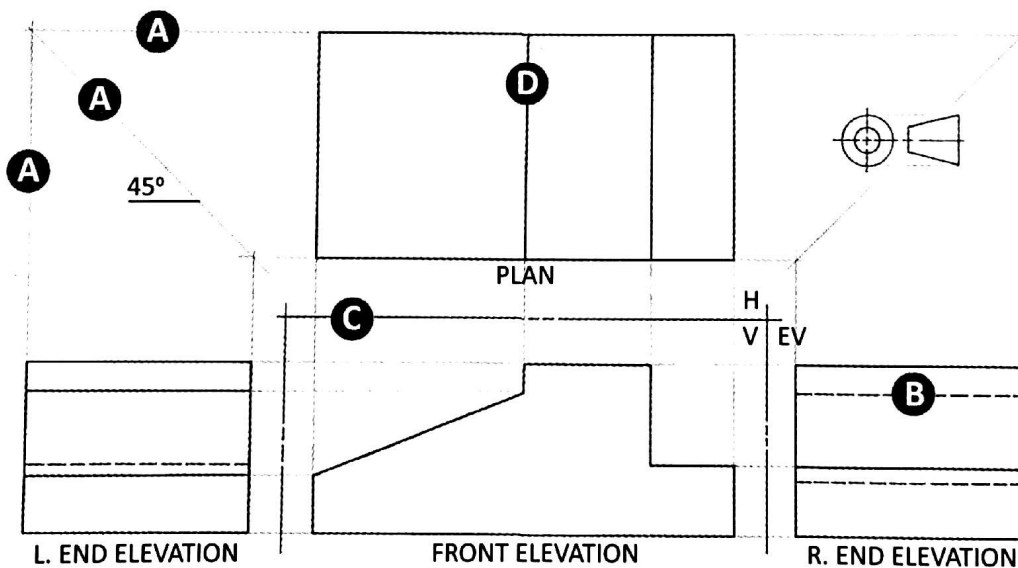 A
A
D
A
45°
PLAN
C
H
V EV
B
L. END ELEVATION
FRONT ELEVATION
R. END ELEVATION